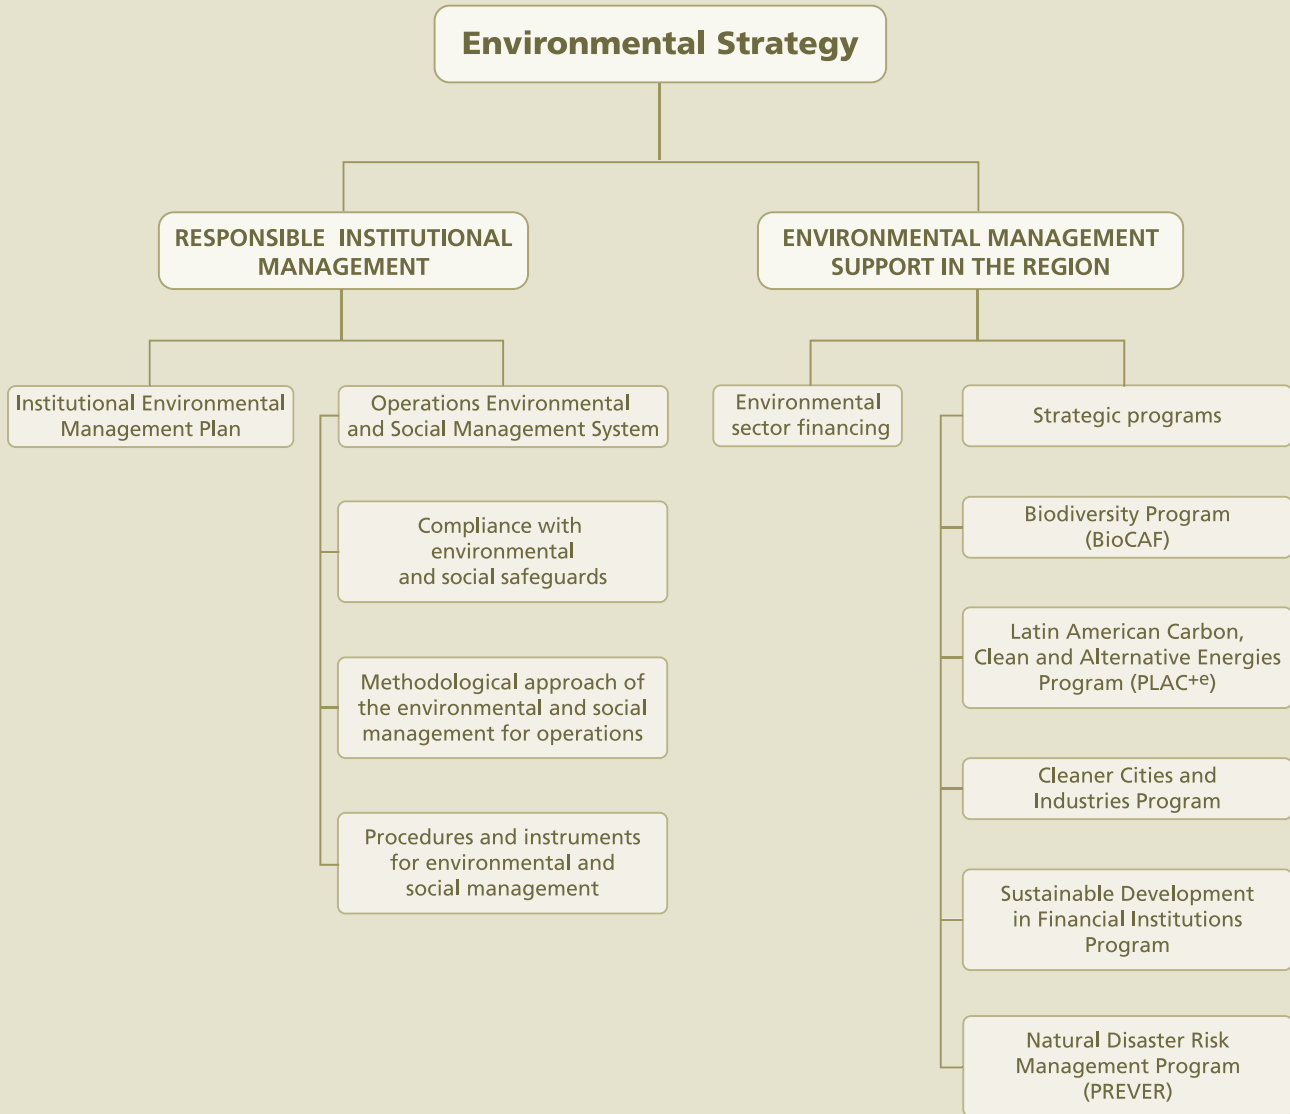 Environmental Strategy
RESPONSIBLE INSTITUTIONAL
MANAGEMENT
ENVIRONMENTAL MANAGEMENT
SUPPORT IN THE REGION
Institutional Environmental
Management Plan
Operations Environmental
and Social Management System
Environmental
sector financing
Strategic programs
Compliance with
environmental
and social safeguards
Methodological approach of
the environmental and social
management for operations
Procedures and instruments
for environmental and
social management
Biodiversity Program
(BioCAF)
Latin American Carbon,
Clean and Alternative Energies
Program (PLAC+e)
Cleaner Cities and
Industries Program
Sustainable Development
in Financial Institutions
Program
Natural Disaster Risk
Management Program
(PREVER)